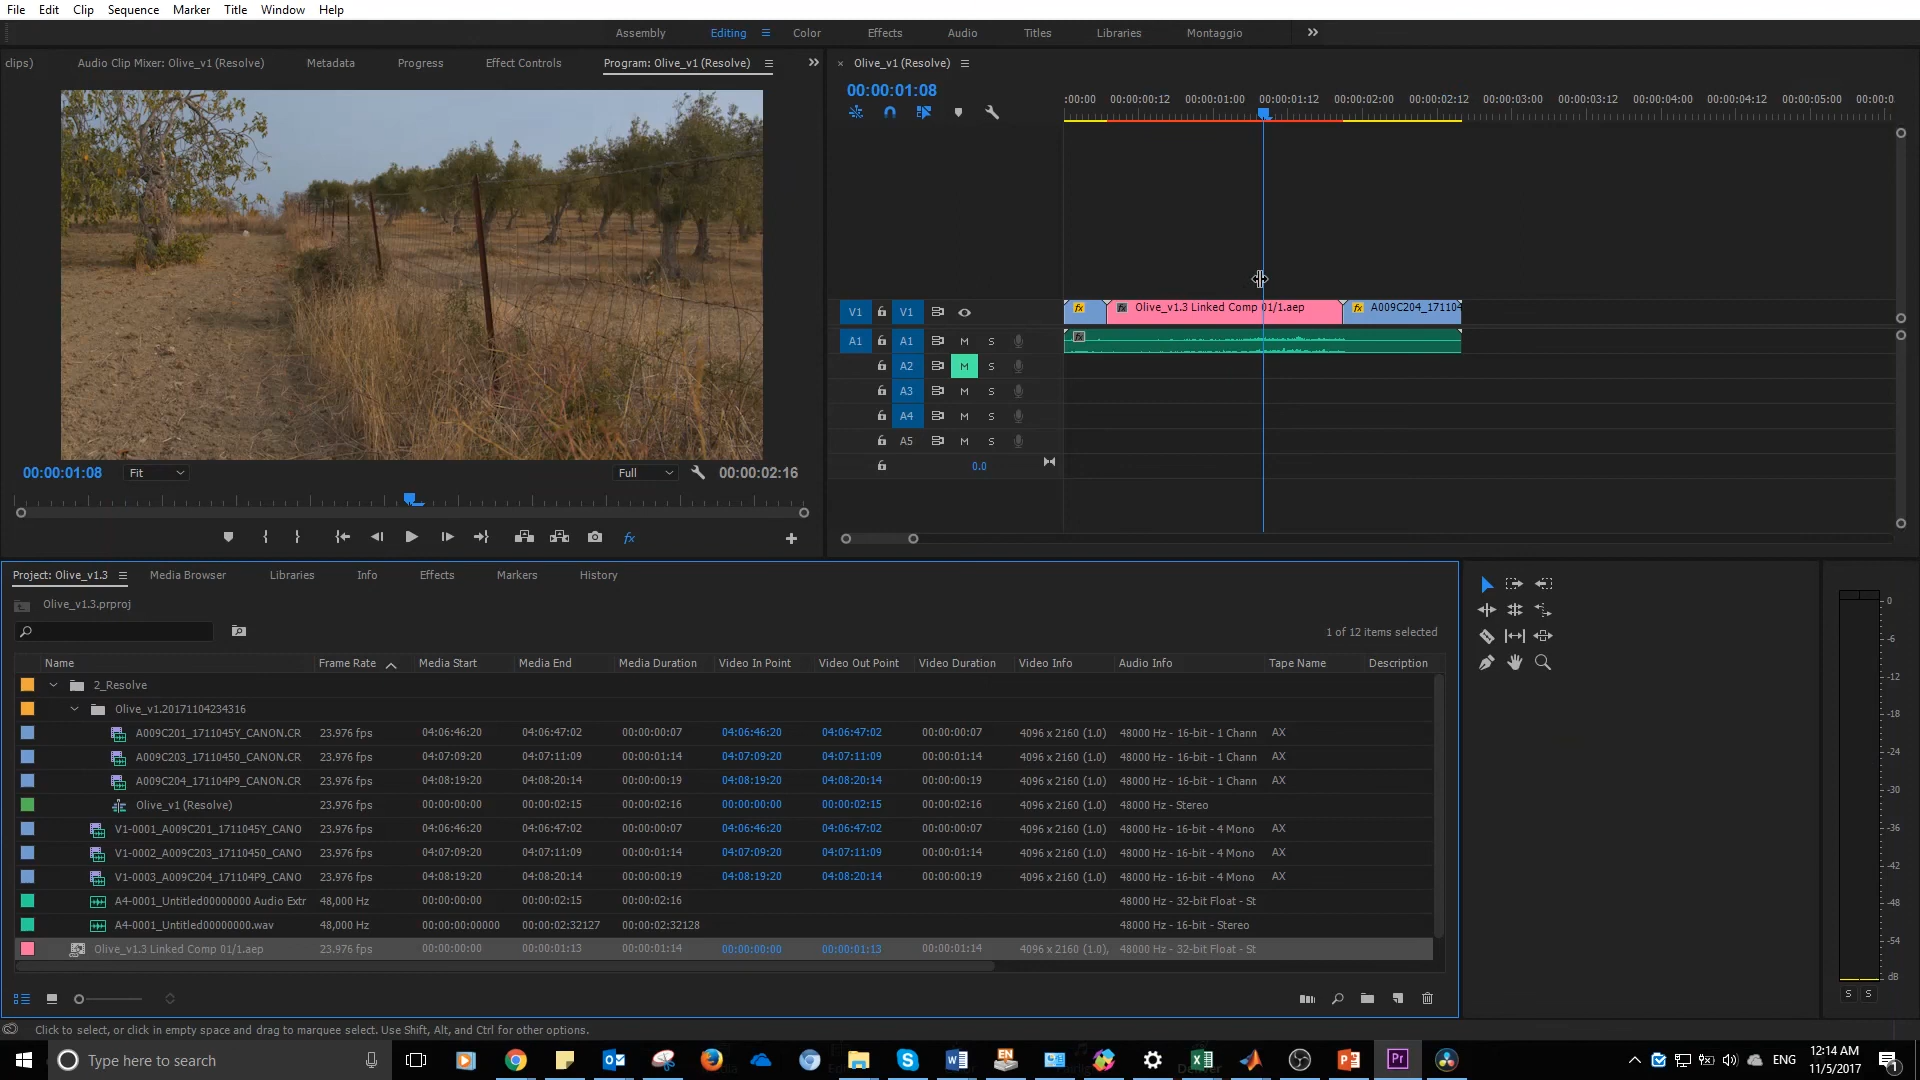 File Edit Clip Sequence Marker Title Window Help
Assembly Editing Color Effects Audio Titles Libraries Montaggio
clips) Audio Clip Mixer: Olive_v1 (Resolve) Metadata Progress Effect Controls Program: Olive_v1 (Resolve)
Olive_v1 (Resolve)
00:00:01:08
:00:00 00:00:00:12 00:00:01:00 00:00:01:12 00:00:02:00 00:00:02:12 00:00:03:00 00:00:03:12 00:00:04:00 00:00:04:12 00:00:05:00 00:00:0
V1 V1 fx Olive_v1.3 Linked Comp 01/1.aep fx A009C204_171104
A1 A1 M S
A2 M S
A3 M S
A4 M S
A5 M S
0.0
00:00:01:08 Fit Full 00:00:02:16
fx
Project: Olive_v1.3 Media Browser Libraries Info Effects Markers History
Olive_v1.3.prproj
1 of 12 items selected
Name Frame Rate Media Start Media End Media Duration Video In Point Video Out Point Video Duration Video Info Audio Info Tape Name Description
2_Resolve
Olive_v1.20171104234316
A009C201_1711045Y_CANON.CR 23.976 fps 04:06:46:20 04:06:47:02 00:00:00:07 04:06:46:20 04:06:47:02 00:00:00:07 4096 x 2160 (1.0) 48000 Hz - 16-bit - 1 Chann AX
A009C203_17110450_CANON.CR 23.976 fps 04:07:09:20 04:07:11:09 00:00:01:14 04:07:09:20 04:07:11:09 00:00:01:14 4096 x 2160 (1.0) 48000 Hz - 16-bit - 1 Chann AX
A009C204_171104P9_CANON.CR 23.976 fps 04:08:19:20 04:08:20:14 00:00:00:19 04:08:19:20 04:08:20:14 00:00:00:19 4096 x 2160 (1.0) 48000 Hz - 16-bit - 1 Chann AX
Olive_v1 (Resolve) 23.976 fps 00:00:00:00 00:00:02:15 00:00:02:16 00:00:00:00 00:00:02:15 00:00:02:16 4096 x 2160 (1.0) 48000 Hz - Stereo
V1-0001_A009C201_1711045Y_CANO 23.976 fps 04:06:46:20 04:06:47:02 00:00:00:07 04:06:46:20 04:06:47:02 00:00:00:07 4096 x 2160 (1.0) 48000 Hz - 16-bit - 4 Mono AX
V1-0002_A009C203_17110450_CANO 23.976 fps 04:07:09:20 04:07:11:09 00:00:01:14 04:07:09:20 04:07:11:09 00:00:01:14 4096 x 2160 (1.0) 48000 Hz - 16-bit - 4 Mono AX
V1-0003_A009C204_171104P9_CANO 23.976 fps 04:08:19:20 04:08:20:14 00:00:00:19 04:08:19:20 04:08:20:14 00:00:00:19 4096 x 2160 (1.0) 48000 Hz - 16-bit - 4 Mono AX
A4-0001_Untitled00000000 Audio Extr 48,000 Hz 00:00:00:00 00:00:02:15 00:00:02:16 48000 Hz - 32-bit Float - St
A4-0001_Untitled00000000.wav 48,000 Hz 00:00:00:00000 00:00:02:32127 00:00:02:32128 48000 Hz - 16-bit - Stereo
Olive_v1.3 Linked Comp 01/1.aep 23.976 fps 00:00:00:00 00:00:01:13 00:00:01:14 00:00:00:00 00:00:01:13 00:00:01:14 4096 x 2160 (1.0), 48000 Hz - 32-bit Float - St
0
-6
-12
-18
-24
-30
-36
-42
-48
-54
dB
S S
Click to select, or click in empty space and drag to marquee select. Use Shift, Alt, and Ctrl for other options.
Type here to search
EN
Pr
ENG
12:14 AM
11/5/2017
1